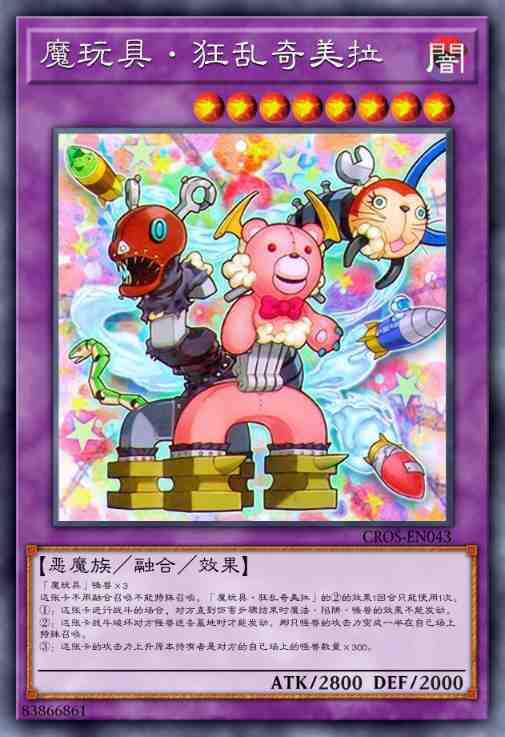 魔玩具・狂乱奇美拉
闇
CROS-EN043
【恶魔族／融合／效果】
「魔玩具」怪兽×3
这张卡不用融合召唤不能特殊召唤。「魔玩具・狂乱奇美拉」的②的效果1回合只能使用1次。
①：这张卡进行战斗的场合，对方直到伤害步骤结束时魔法・陷阱・怪兽的效果不能发动。
②：这张卡战斗破坏对方怪兽送去墓地时才能发动。那只怪兽的攻击力变成一半在自己场上
特殊召唤。
③：这张卡的攻击力上升原本持有者是对方的自己场上的怪兽数量×300。
ATK/2800 DEF/2000
83866861